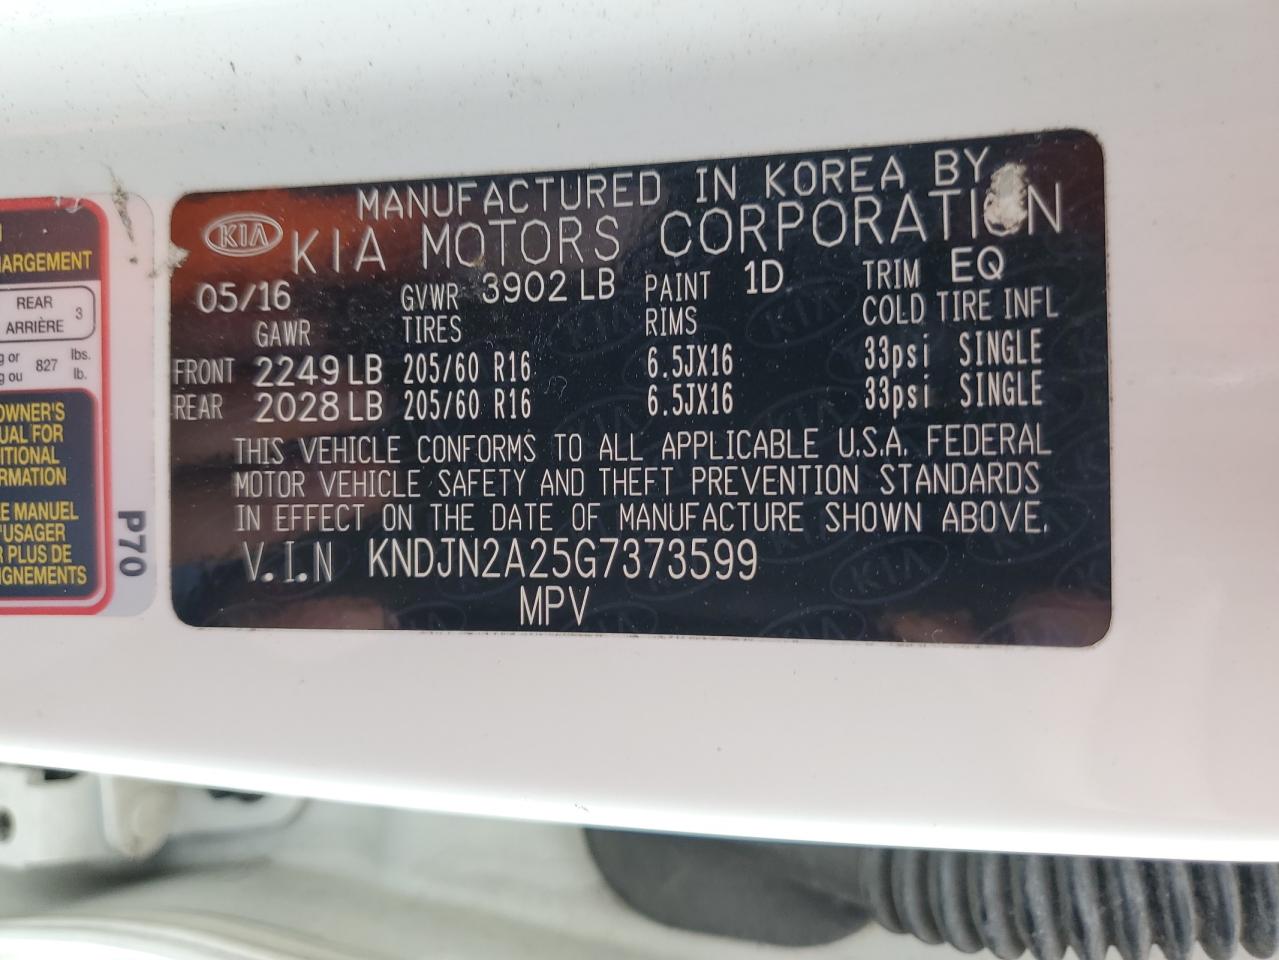 HARGEMENT
REAR
ARRIÈRE 3
g or 827 lbs.
g ou lb.
OWNER'S
UAL FOR
ITIONAL
RMATION
E MANUEL
'USAGER
R PLUS DE
IGNEMENTS
P70
MANUFACTURED IN KOREA BY
KIA KIA MOTORS CORPORATION
05/16 GVWR 3902 LB PAINT 1D TRIM EQ
GAWR TIRES RIMS COLD TIRE INFL
FRONT 2249 LB 205/60 R16 6.5JX16 33psi SINGLE
REAR 2028 LB 205/60 R16 6.5JX16 33psi SINGLE
THIS VEHICLE CONFORMS TO ALL APPLICABLE U.S.A. FEDERAL
MOTOR VEHICLE SAFETY AND THEFT PREVENTION STANDARDS
IN EFFECT ON THE DATE OF MANUFACTURE SHOWN ABOVE.
V.I.N KNDJN2A25G7373599
MPV